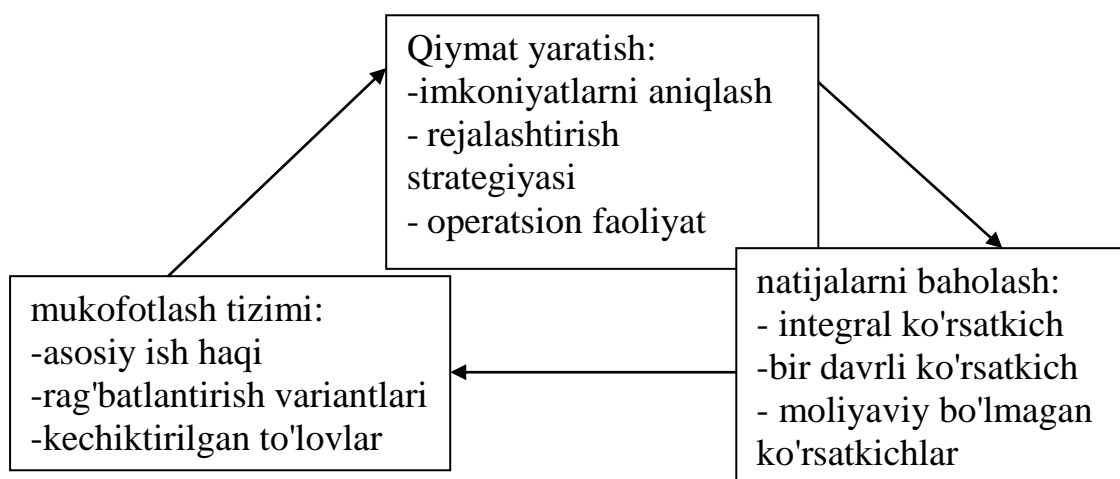 Qiymat yaratish:
-imkoniyatlarni aniqlash
- rejalashtirish
strategiyasi
- operatsion faoliyat
natijalarni baholash:
- integral ko'rsatkich
-bir davrli ko'rsatkich
- moliyaviy bo'lmagan
ko'rsatkichlar
mukofotlash tizimi:
-asosiy ish haqi
-rag'batlantirish variantlari
-kechiktirilgan to'lovlar